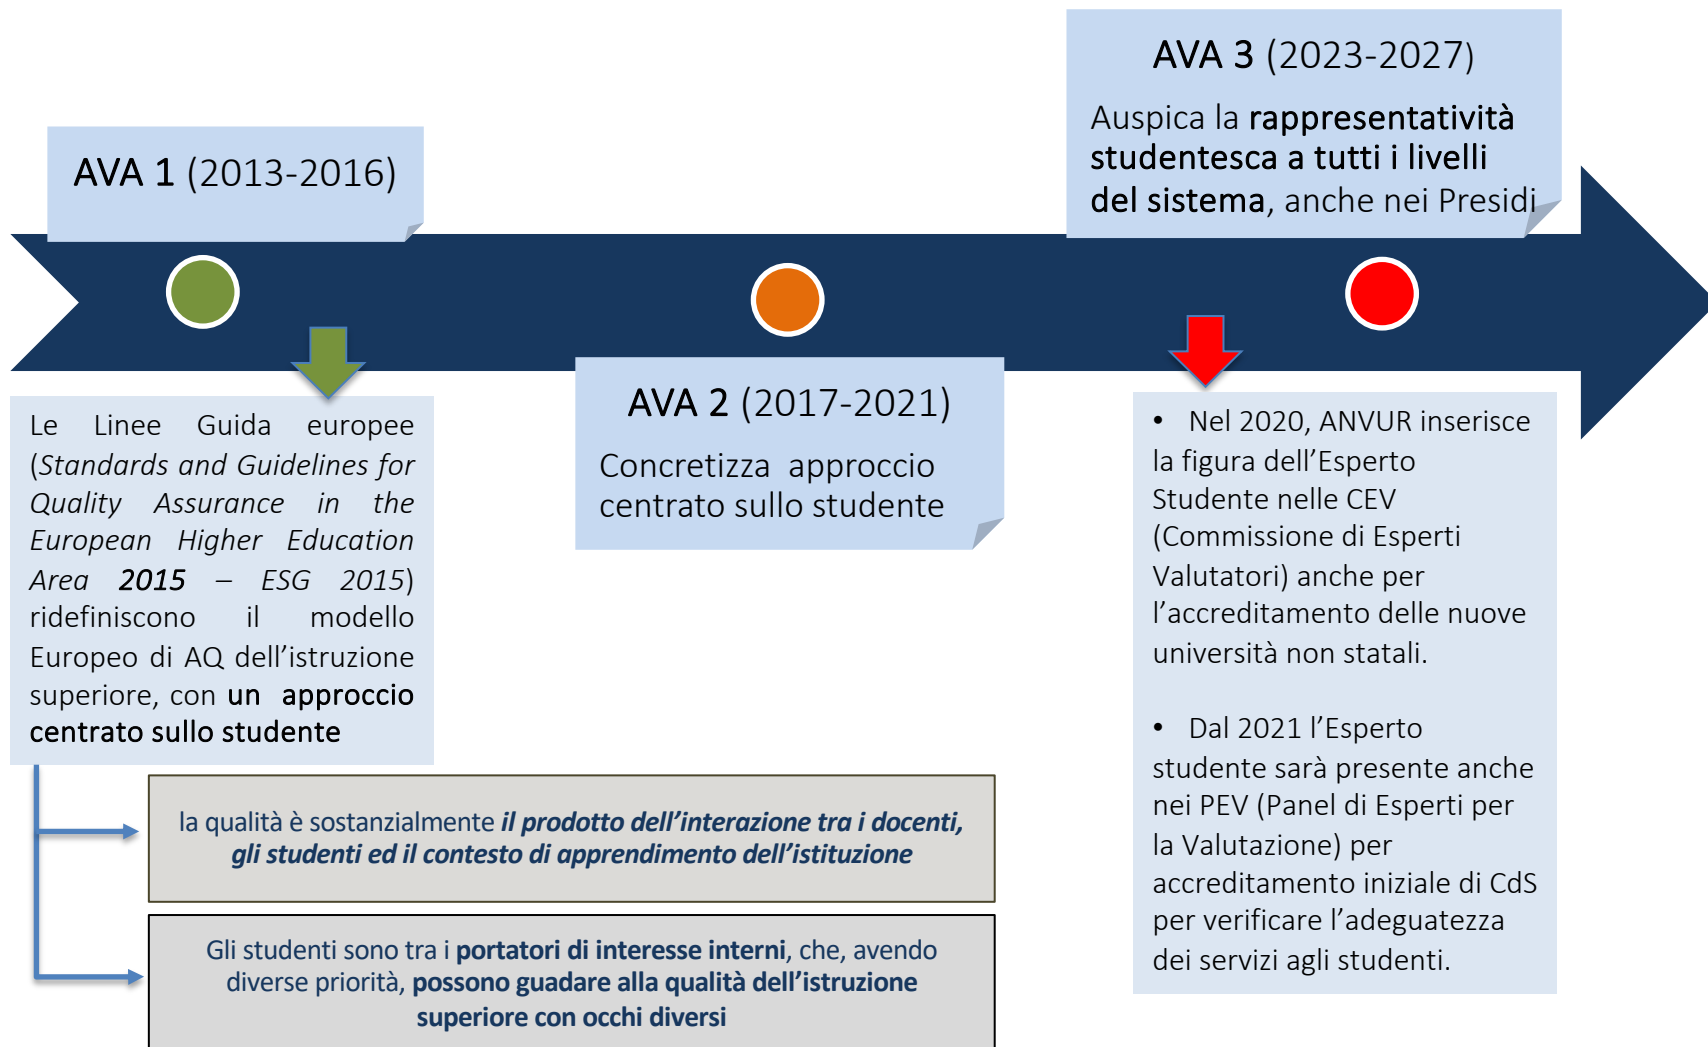 AVA 1 (2013-2016)
AVA 3 (2023-2027)
Auspica la rappresentatività
studentesca a tutti i livelli
del sistema, anche nei Presidi
Le Linee Guida europee
(Standards and Guidelines for
Quality Assurance in the
European Higher Education
Area 2015 – ESG 2015)
ridefiniscono il modello
Europeo di AQ dell’istruzione
superiore, con un approccio
centrato sullo studente
AVA 2 (2017-2021)
Concretizza approccio
centrato sullo studente
• Nel 2020, ANVUR inserisce
la figura dell’Esperto
Studente nelle CEV
(Commissione di Esperti
Valutatori) anche per
l’accreditamento delle nuove
università non statali.
• Dal 2021 l’Esperto
studente sarà presente anche
nei PEV (Panel di Esperti per
la Valutazione) per
accreditamento iniziale di CdS
per verificare l’adeguatezza
dei servizi agli studenti.
la qualità è sostanzialmente il prodotto dell’interazione tra i docenti,
gli studenti ed il contesto di apprendimento dell’istituzione
Gli studenti sono tra i portatori di interesse interni, che, avendo
diverse priorità, possono guadare alla qualità dell’istruzione
superiore con occhi diversi